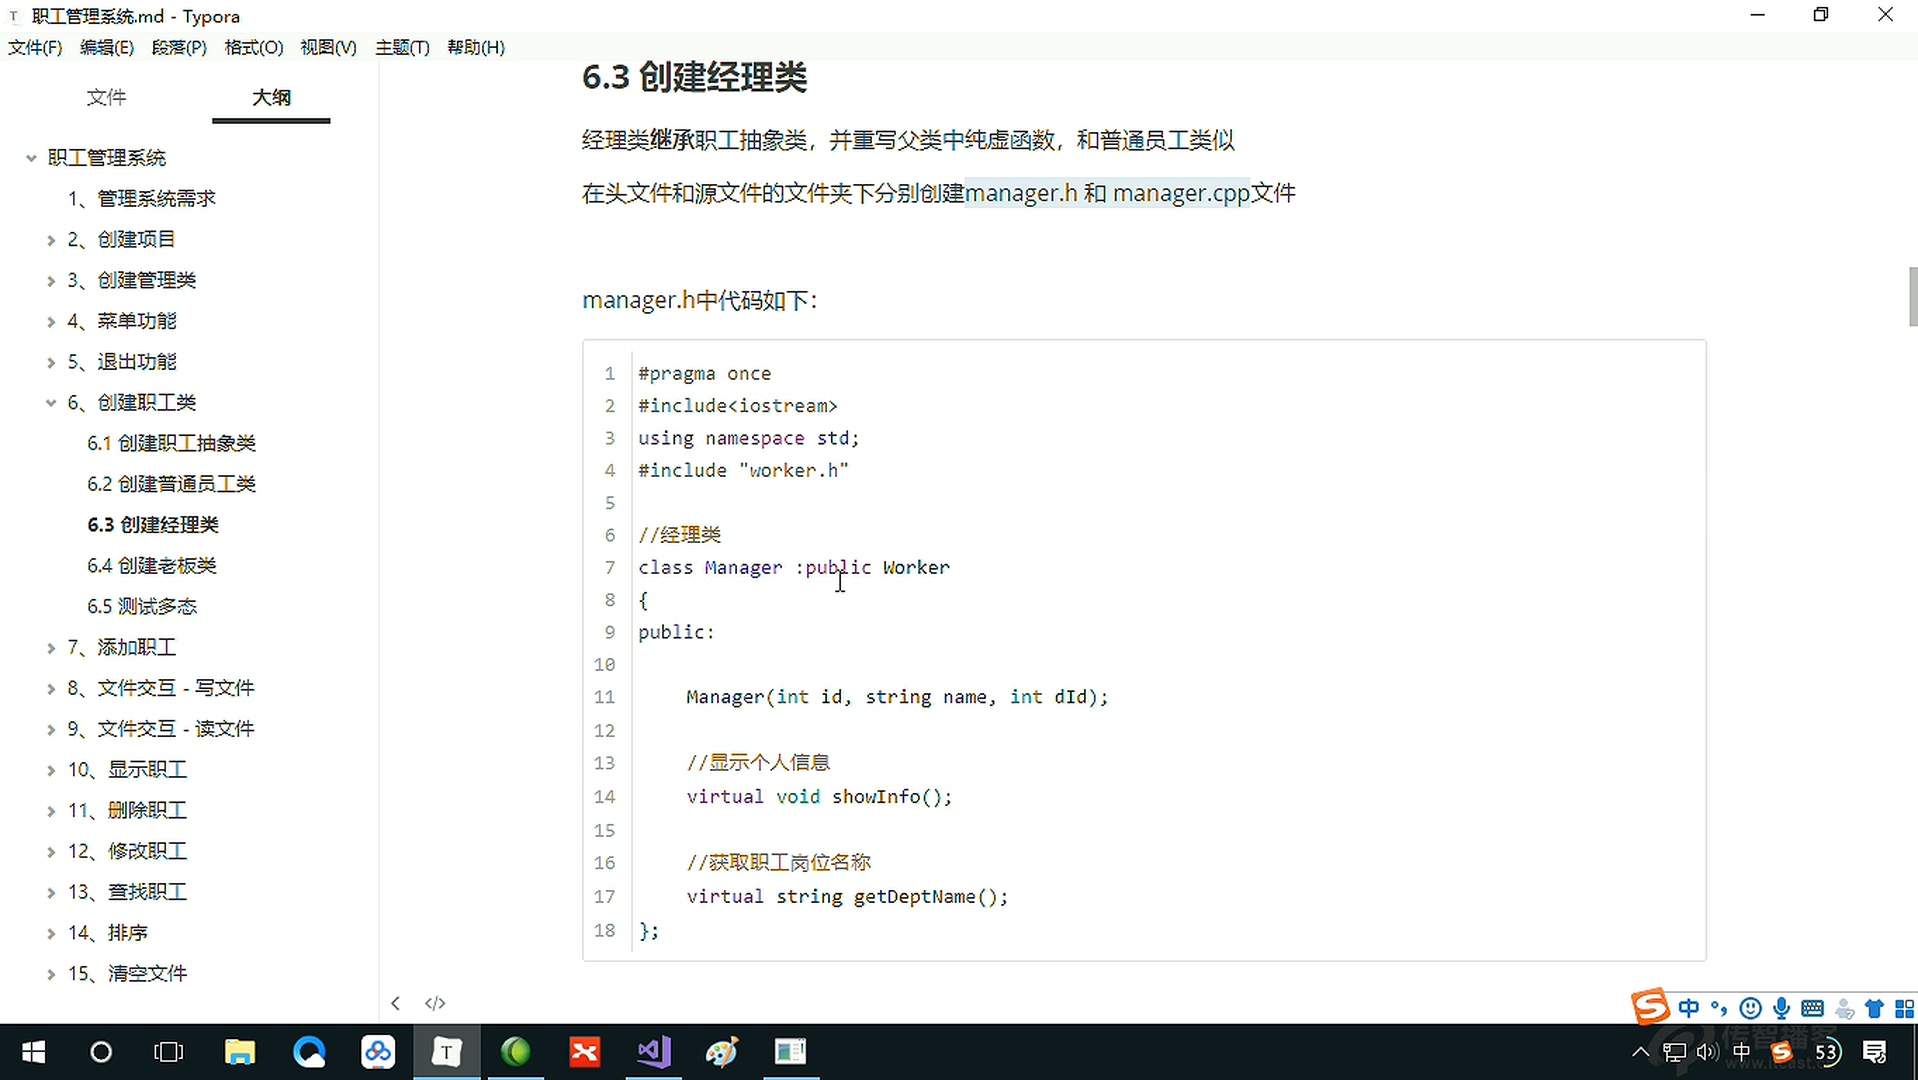 职工管理系统.md - Typora
文件(F) 编辑(E) 段落(P) 格式(O) 视图(V) 主题(T) 帮助(H)
文件 大纲
职工管理系统
1、管理系统需求
2、创建项目
3、创建管理类
4、菜单功能
5、退出功能
6、创建职工类
6.1 创建职工抽象类
6.2 创建普通员工类
6.3 创建经理类
6.4 创建老板类
6.5 测试多态
7、添加职工
8、文件交互 - 写文件
9、文件交互 - 读文件
10、显示职工
11、删除职工
12、修改职工
13、查找职工
14、排序
15、清空文件
6.3 创建经理类
经理类继承职工抽象类，并重写父类中纯虚函数，和普通员工类似
在头文件和源文件的文件夹下分别创建manager.h 和 manager.cpp文件
manager.h中代码如下：
1 #pragma once
2 #include<iostream>
3 using namespace std;
4 #include "worker.h"
5
6 //经理类
7 class Manager :public Worker
8 {
9 public:
10
11 Manager(int id, string name, int dId);
12
13 //显示个人信息
14 virtual void showInfo();
15
16 //获取职工岗位名称
17 virtual string getDeptName();
18 };
中
传智播客
中 53